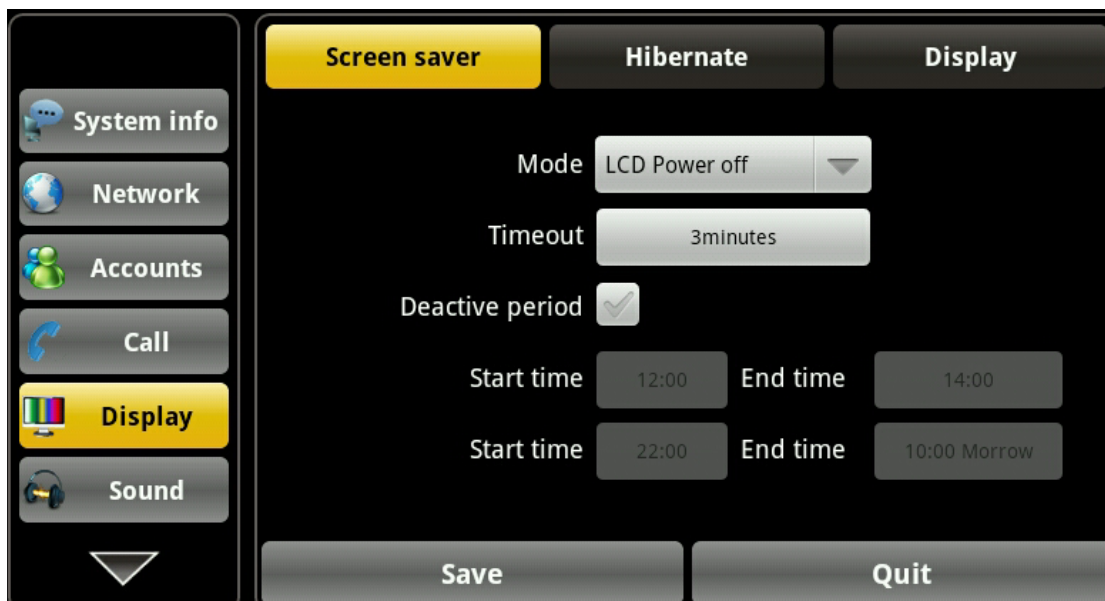 Screen saver Hibernate Display
System info
Network
Accounts
Call
Display
Sound
Mode LCD Power off
Timeout 3minutes
Deactive period
Start time 12:00 End time 14:00
Start time 22:00 End time 10:00 Morrow
Save Quit